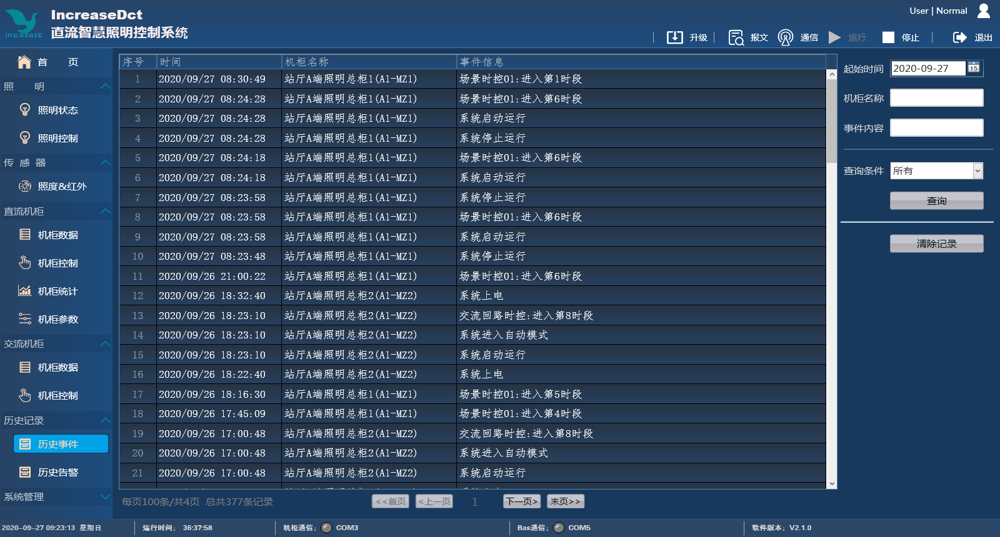 IncreaseDct
直流智慧照明控制系统
INCREASE
User | Normal
升级 报文 通信 运行 停止 退出
首 页
照 明
照明状态
照明控制
传 感 器
照度&红外
直流机柜
机柜数据
机柜控制
机柜统计
机柜参数
交流机柜
机柜数据
机柜控制
历史记录
历史事件
历史告警
系统管理
序号 时间 机柜名称 事件信息
1 2020/09/27 08:30:49 站厅A端照明总柜1(A1-MZ1) 场景时控01:进入第1时段
2 2020/09/27 08:24:28 站厅A端照明总柜1(A1-MZ1) 场景时控01:进入第6时段
3 2020/09/27 08:24:28 站厅A端照明总柜1(A1-MZ1) 系统启动运行
4 2020/09/27 08:24:28 站厅A端照明总柜1(A1-MZ1) 系统停止运行
5 2020/09/27 08:24:18 站厅A端照明总柜1(A1-MZ1) 场景时控01:进入第6时段
6 2020/09/27 08:24:18 站厅A端照明总柜1(A1-MZ1) 系统启动运行
7 2020/09/27 08:23:58 站厅A端照明总柜1(A1-MZ1) 系统停止运行
8 2020/09/27 08:23:58 站厅A端照明总柜1(A1-MZ1) 场景时控01:进入第6时段
9 2020/09/27 08:23:58 站厅A端照明总柜1(A1-MZ1) 系统启动运行
10 2020/09/27 08:23:48 站厅A端照明总柜1(A1-MZ1) 系统停止运行
11 2020/09/26 21:00:22 站厅A端照明总柜1(A1-MZ1) 场景时控01:进入第6时段
12 2020/09/26 18:32:40 站厅A端照明总柜2(A1-MZ2) 系统上电
13 2020/09/26 18:23:10 站厅A端照明总柜2(A1-MZ2) 交流回路时控:进入第8时段
14 2020/09/26 18:23:10 站厅A端照明总柜2(A1-MZ2) 系统进入自动模式
15 2020/09/26 18:23:10 站厅A端照明总柜2(A1-MZ2) 系统启动运行
16 2020/09/26 18:22:40 站厅A端照明总柜2(A1-MZ2) 系统上电
17 2020/09/26 18:16:30 站厅A端照明总柜1(A1-MZ1) 场景时控01:进入第5时段
18 2020/09/26 17:45:09 站厅A端照明总柜1(A1-MZ1) 场景时控01:进入第4时段
19 2020/09/26 17:00:48 站厅A端照明总柜2(A1-MZ2) 交流回路时控:进入第8时段
20 2020/09/26 17:00:48 站厅A端照明总柜2(A1-MZ2) 系统进入自动模式
21 2020/09/26 17:00:48 站厅A端照明总柜2(A1-MZ2) 系统启动运行
每页100条/共4页 总共377条记录 <<首页 <上一页 1 下一页> 末页>>
起始时间 2020-09-27 15
机柜名称
事件内容
查询条件 所有
查询
清除记录
2020-09-27 09:23:13 星期日 运行时间: 36:37:58 机柜通信: COM3 Bas通信: COM5 软件版本: V2.1.0